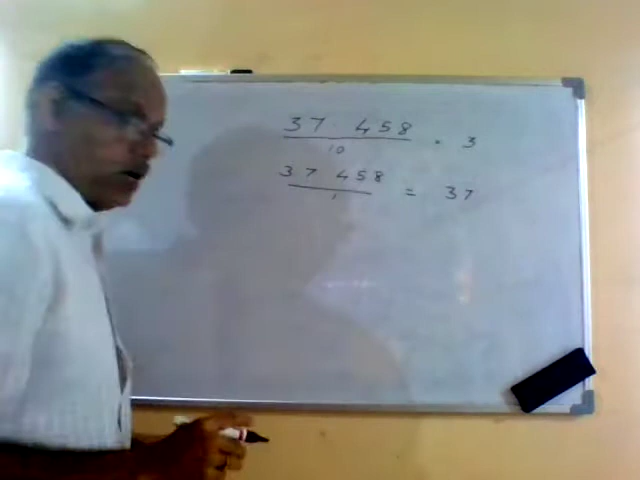 37 458
10 = 3
37 458
1 = 37